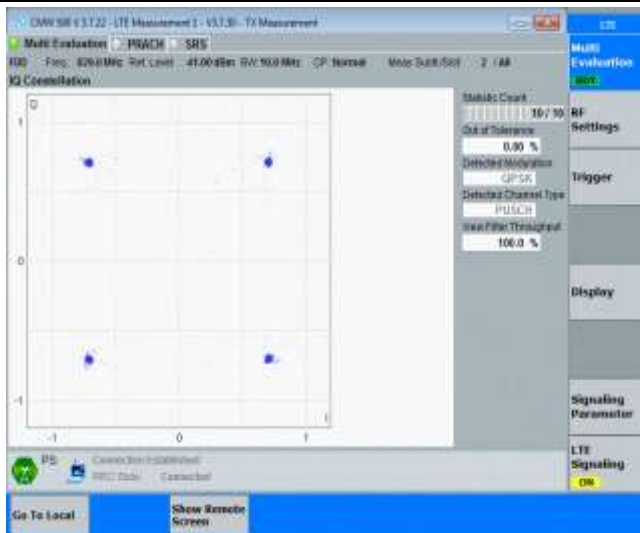 CMW 500 V 3.7.22 - LTE Measurement 1 - V3.7.30 - TX Measurement
LTE
Multi Evaluation PRACH SRS
Multi
Evaluation
RDY
FDD Freq.: 829.0 MHz Ref. Level: 41.00 dBm BW: 10.0 MHz CP: Normal Meas Subfr./Slot: 2 / All
IQ Constellation
Statistic Count
10 / 10
Out of Tolerance
0.00 %
Detected Modulation
QPSK
Detected Channel Type
PUSCH
View Filter Throughput
100.0 %
RF
Settings
Trigger
Display
Signaling
Parameter
LTE
Signaling
ON
Q
1
0
-1
-1 0 1
I
PS:
Connection Established
RRC State: Connected
Go To Local
Show Remote
Screen